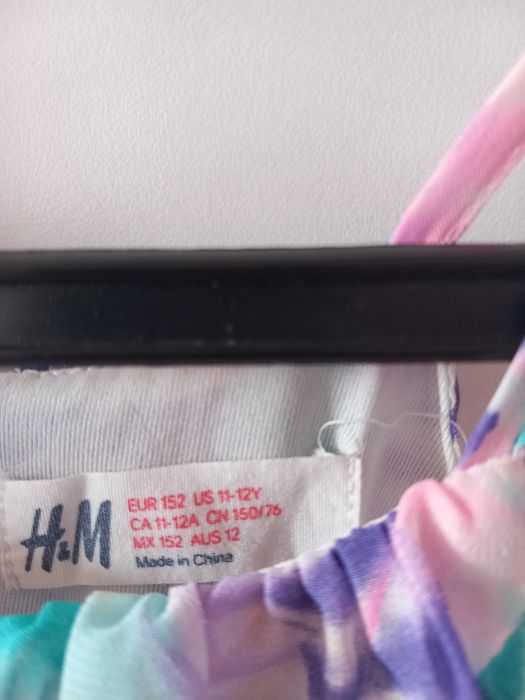 H&M
EUR 152 US 11-12Y
CA 11-12A CN 150/76
MX 152 AUS 12
Made in China